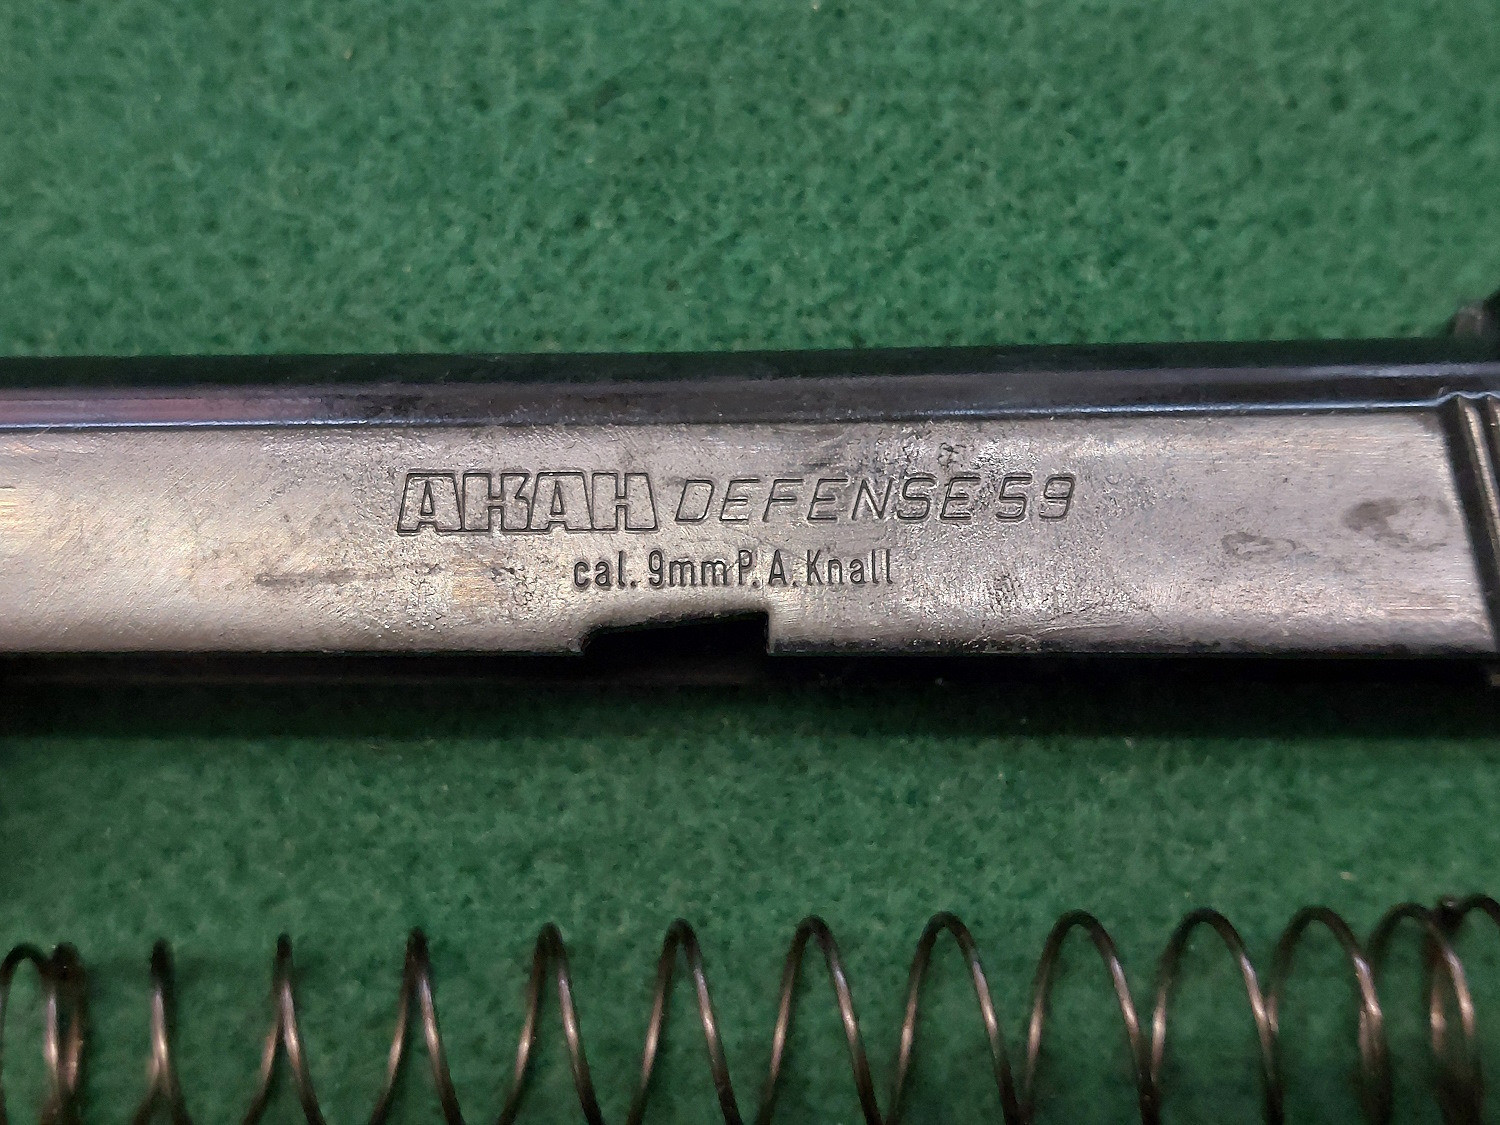 AKAH DEFENSE 59
cal. 9mm P.A. Knall